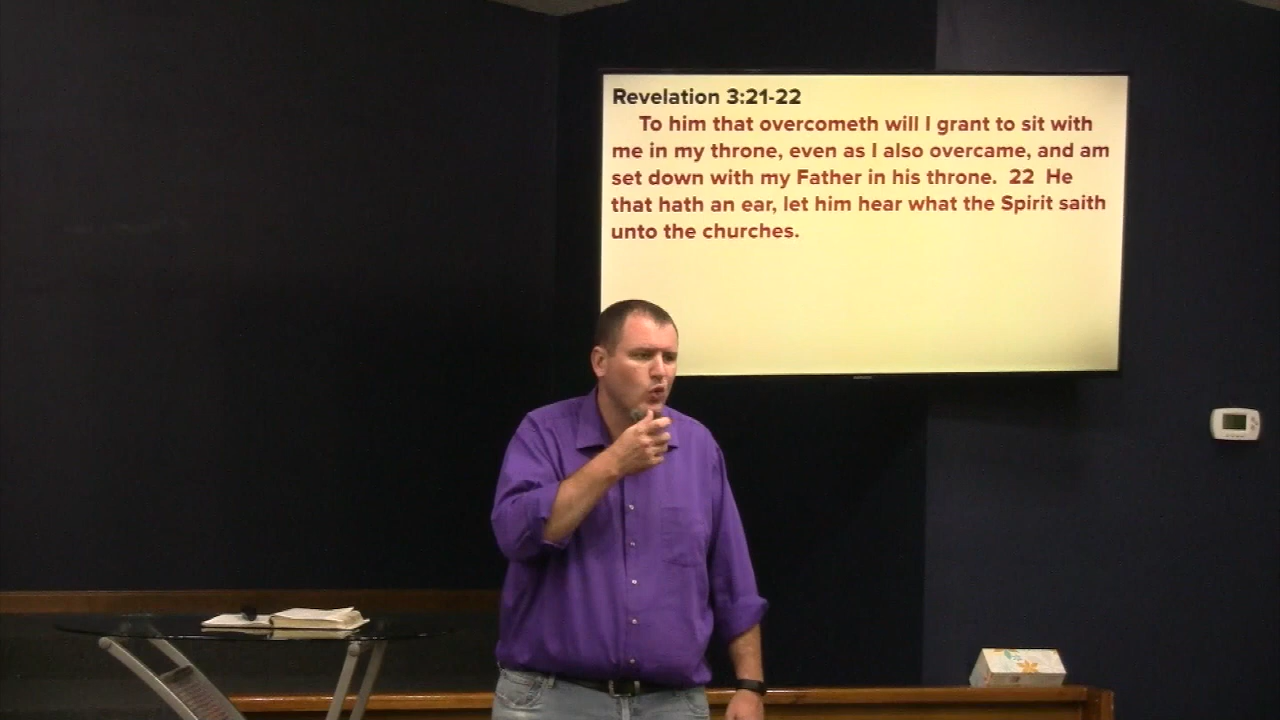 Revelation 3:21-22
To him that overcometh will I grant to sit with
me in my throne, even as I also overcame, and am
set down with my Father in his throne. 22 He
that hath an ear, let him hear what the Spirit saith
unto the churches.